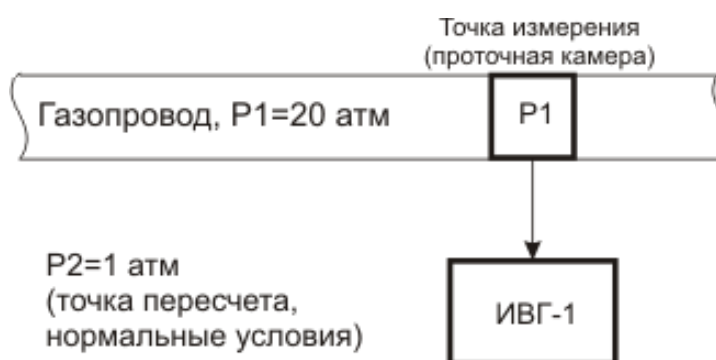 Точка измерения
(проточная камера)
Газопровод, P1=20 атм
P1
P2=1 атм
(точка пересчета,
нормальные условия)
ИВГ-1